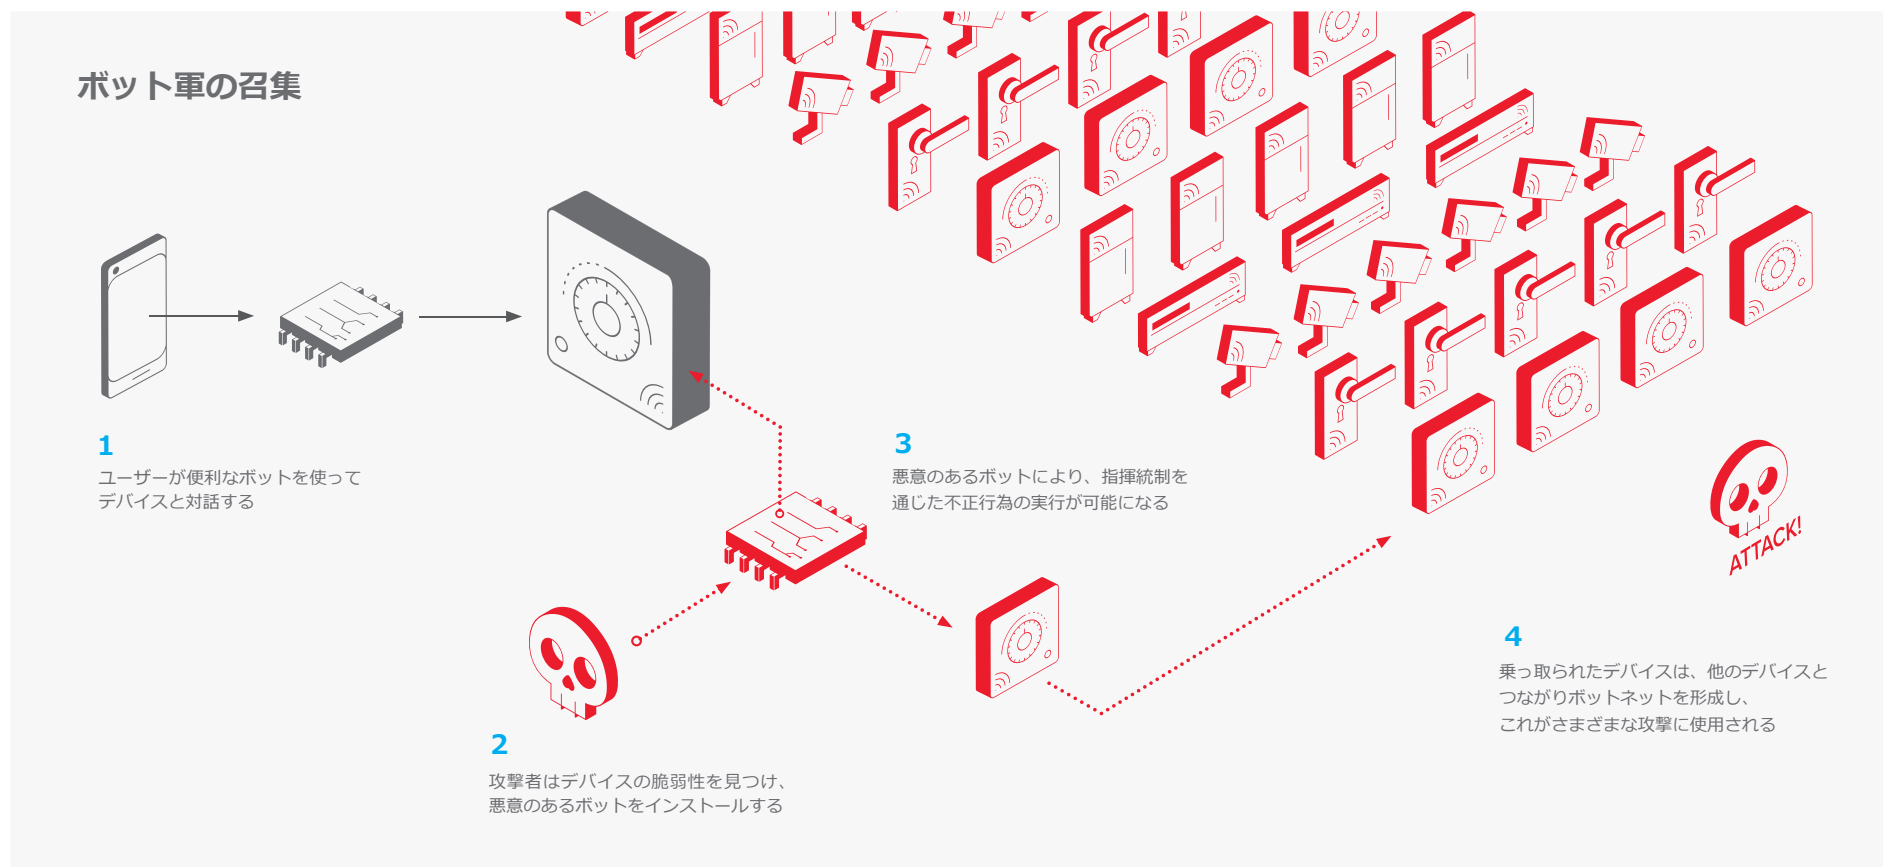 ボット軍の召集
1
ユーザーが便利なボットを使って
デバイスと対話する
2
攻撃者はデバイスの脆弱性を見つけ、
悪意のあるボットをインストールする
3
悪意のあるボットにより、指揮統制を
通じた不正行為の実行が可能になる
ATTACK!
4
乗っ取られたデバイスは、他のデバイスと
つながりボットネットを形成し、
これがさまざまな攻撃に使用される